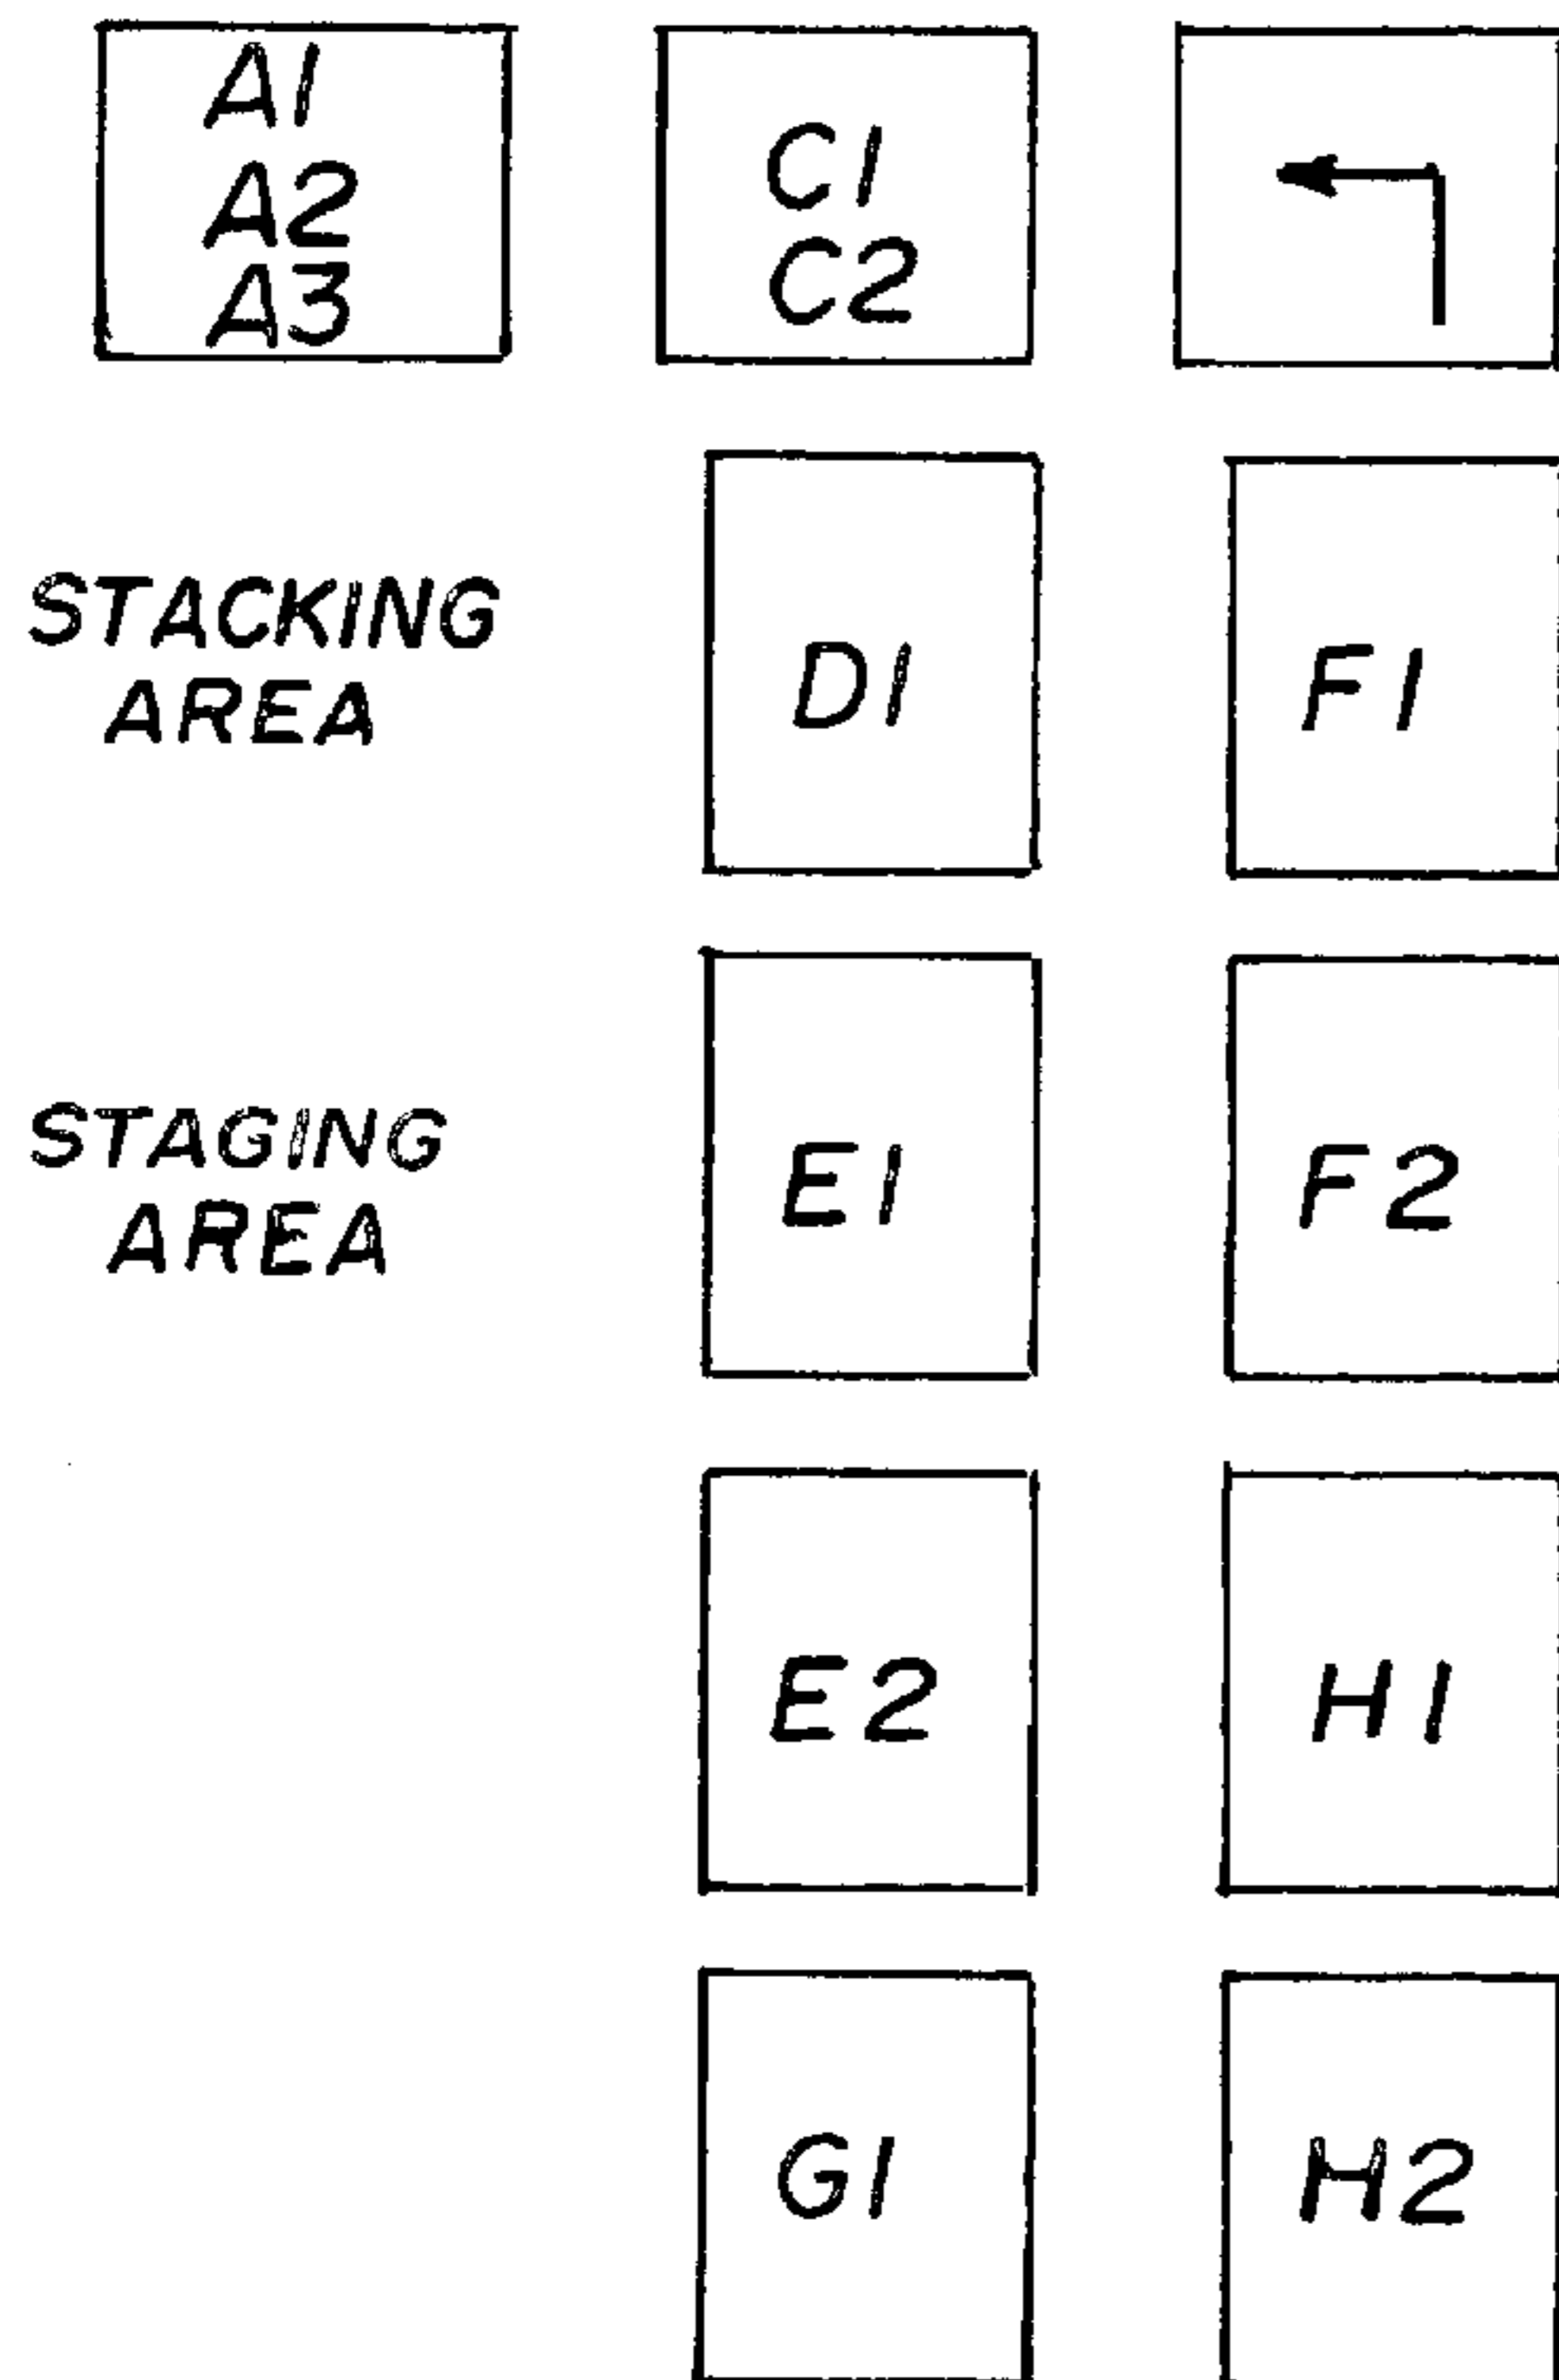 A1
A2
A3
C1
C2
STACKING
AREA
D1
F1
STAGING
AREA
E1
F2
E2
H1
G1
H2